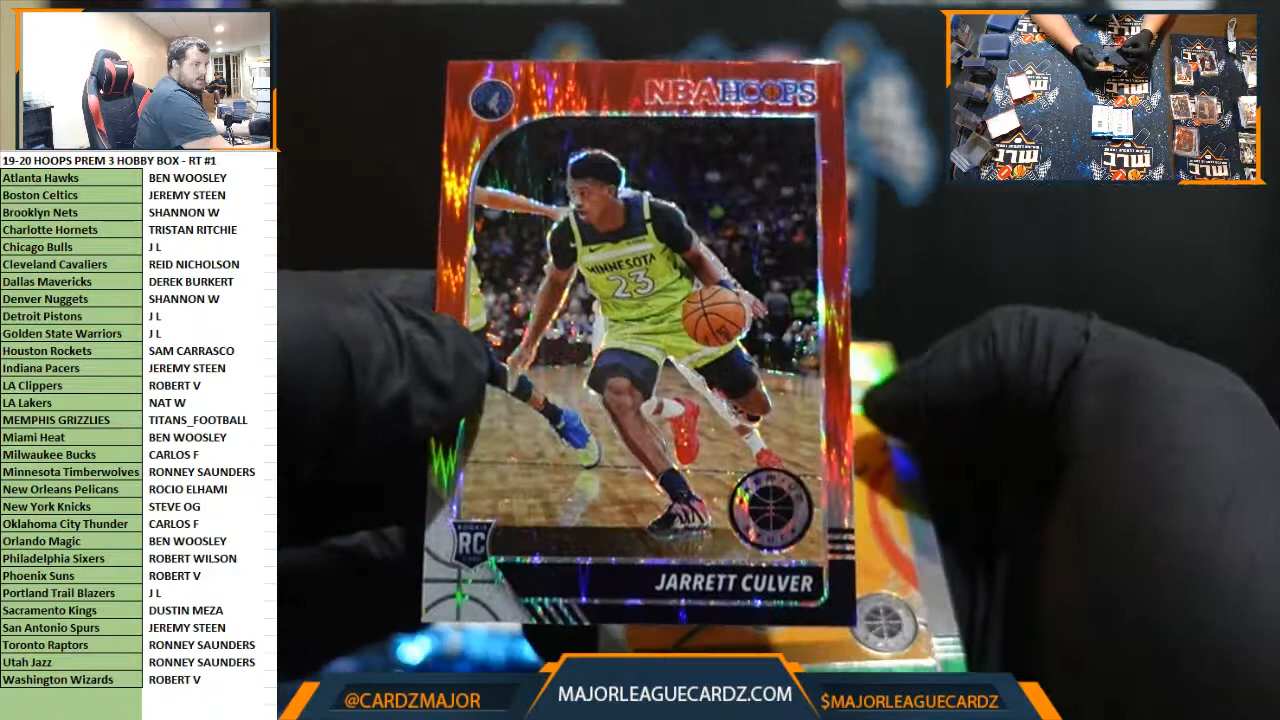 19-20 HOOPS PREM 3 HOBBY BOX - RT #1
Atlanta Hawks BEN WOOSLEY
Boston Celtics JEREMY STEEN
Brooklyn Nets SHANNON W
Charlotte Hornets TRISTAN RITCHIE
Chicago Bulls J L
Cleveland Cavaliers REID NICHOLSON
Dallas Mavericks DEREK BURKERT
Denver Nuggets SHANNON W
Detroit Pistons J L
Golden State Warriors J L
Houston Rockets SAM CARRASCO
Indiana Pacers JEREMY STEEN
LA Clippers ROBERT V
LA Lakers NAT W
MEMPHIS GRIZZLIES TITANS_FOOTBALL
Miami Heat BEN WOOSLEY
Milwaukee Bucks CARLOS F
Minnesota Timberwolves RONNEY SAUNDERS
New Orleans Pelicans ROCIO ELHAMI
New York Knicks STEVE OG
Oklahoma City Thunder CARLOS F
Orlando Magic BEN WOOSLEY
Philadelphia Sixers ROBERT WILSON
Phoenix Suns ROBERT V
Portland Trail Blazers J L
Sacramento Kings DUSTIN MEZA
San Antonio Spurs JEREMY STEEN
Toronto Raptors RONNEY SAUNDERS
Utah Jazz RONNEY SAUNDERS
Washington Wizards ROBERT V
NBA HOOPS
MINNESOTA
23
ROOKIE
RC
JARRETT CULVER
MLC
MLC
MLC
MLC
@CARDZMAJOR
MAJORLEAGUECARDZ.COM
$MAJORLEAGUECARDZ